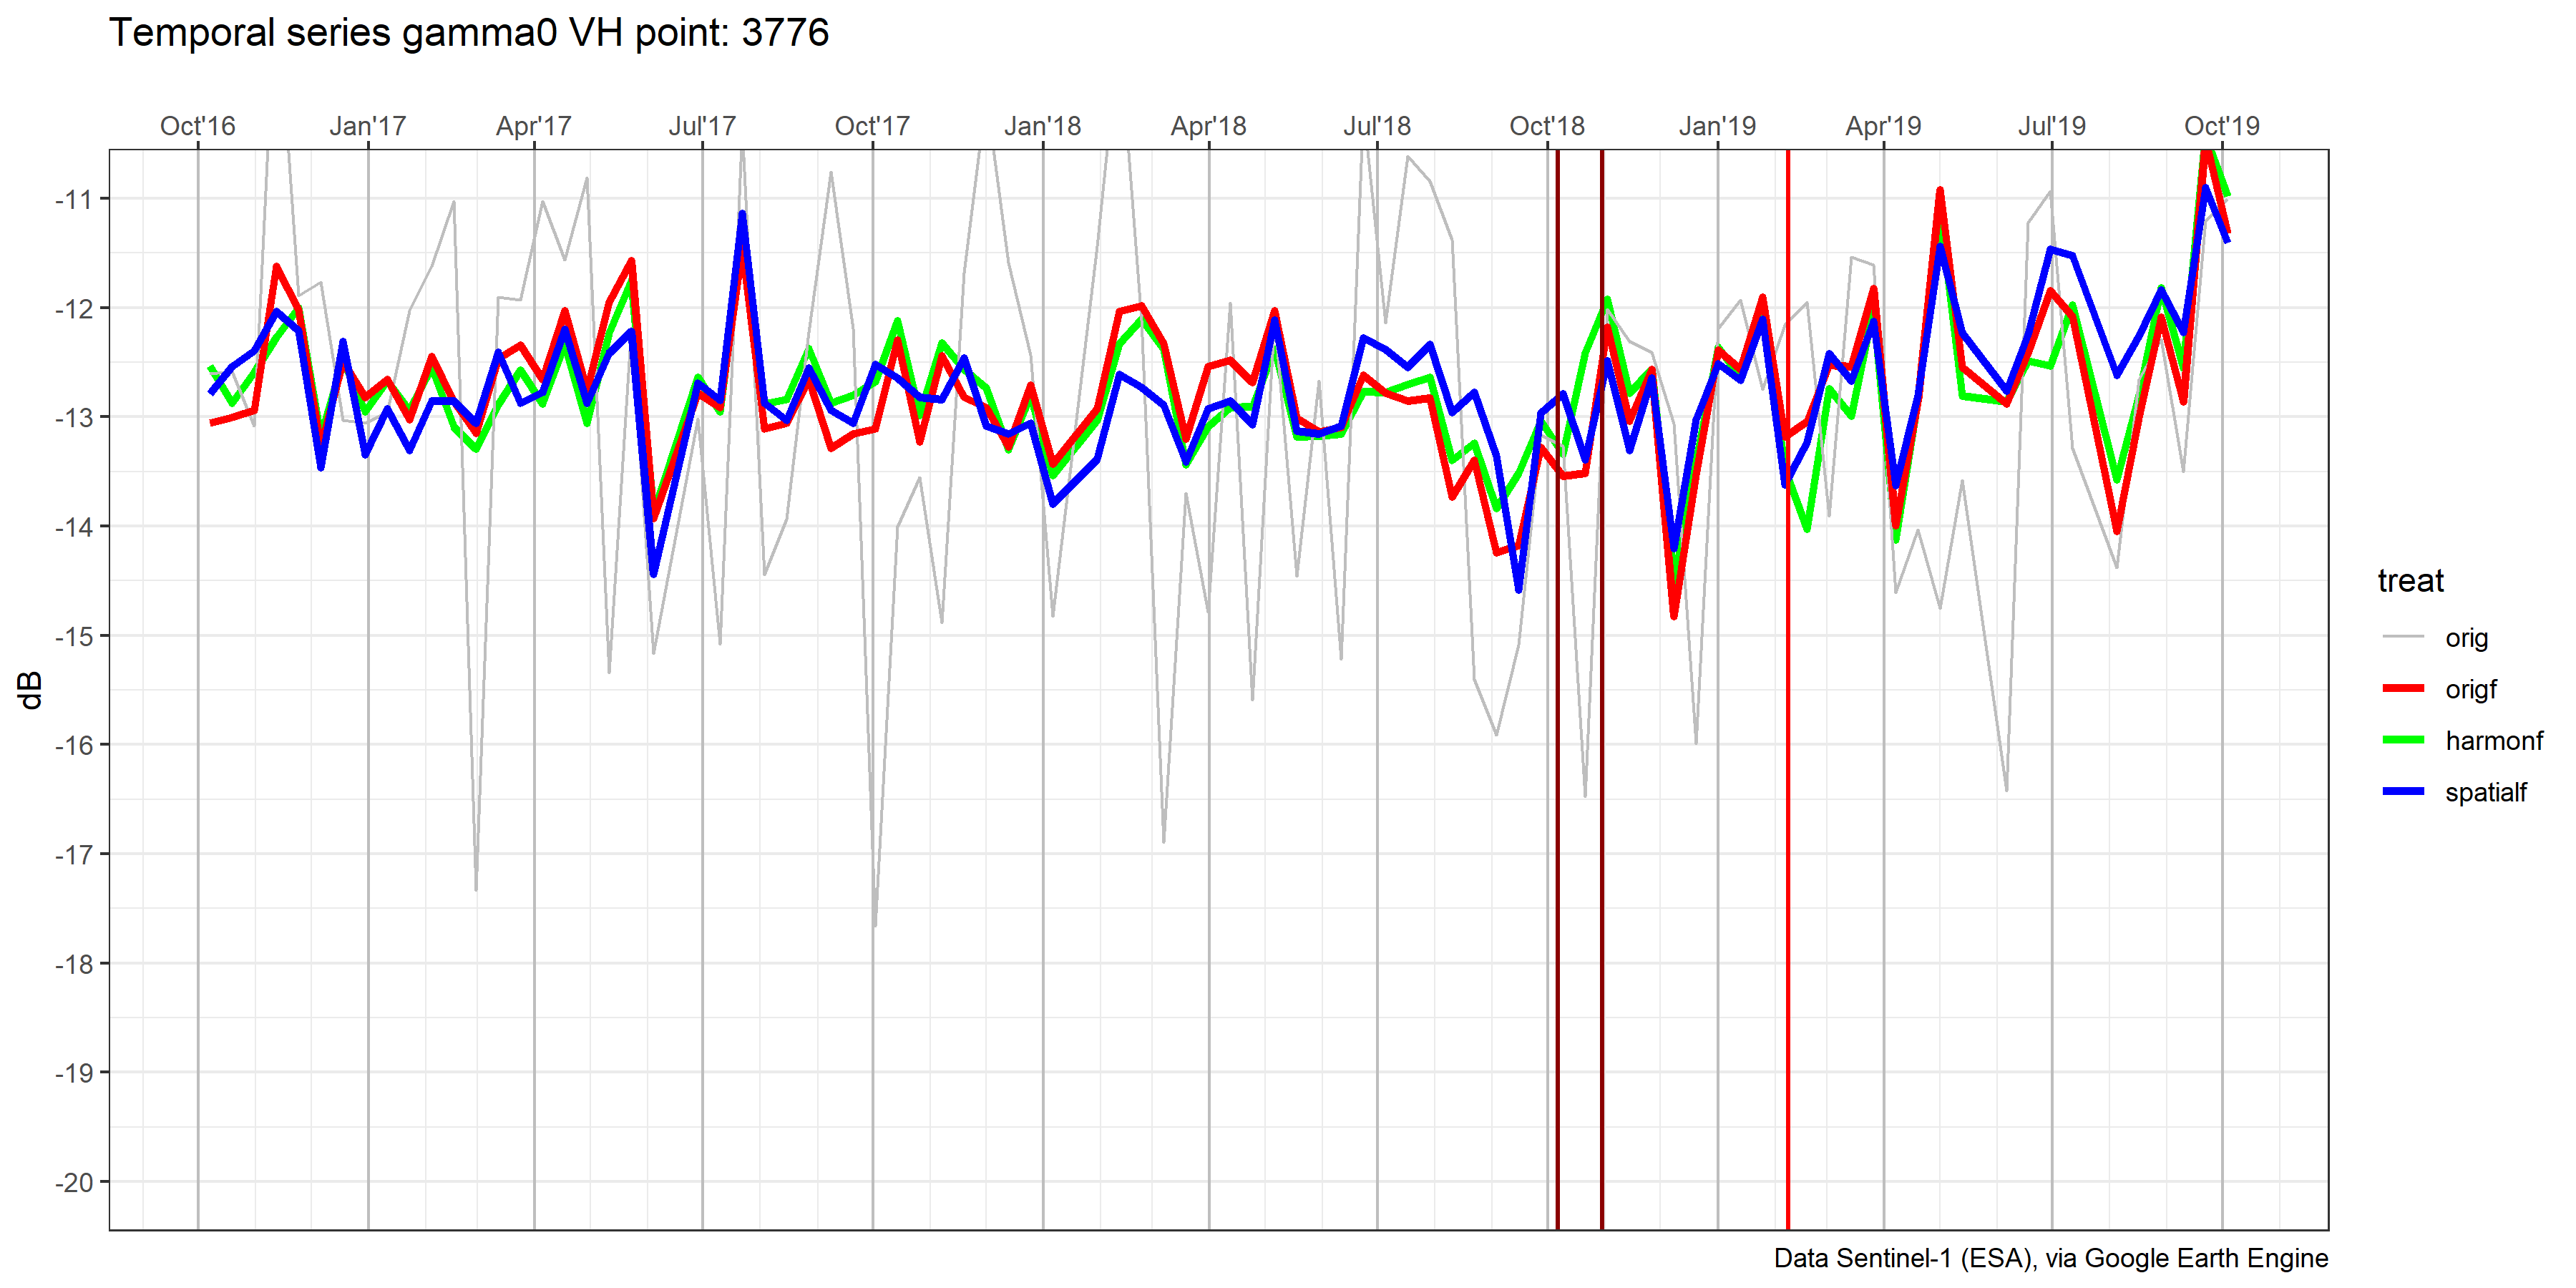 Temporal series gamma0 VH point: 3776
Oct'16 Jan'17 Apr'17 Jul'17 Oct'17 Jan'18 Apr'18 Jul'18 Oct'18 Jan'19 Apr'19 Jul'19 Oct'19
-11
-12
-13
-14
-15
-16
-17
-18
-19
-20
dB
treat
orig
origf
harmonf
spatialf
Data Sentinel-1 (ESA), via Google Earth Engine